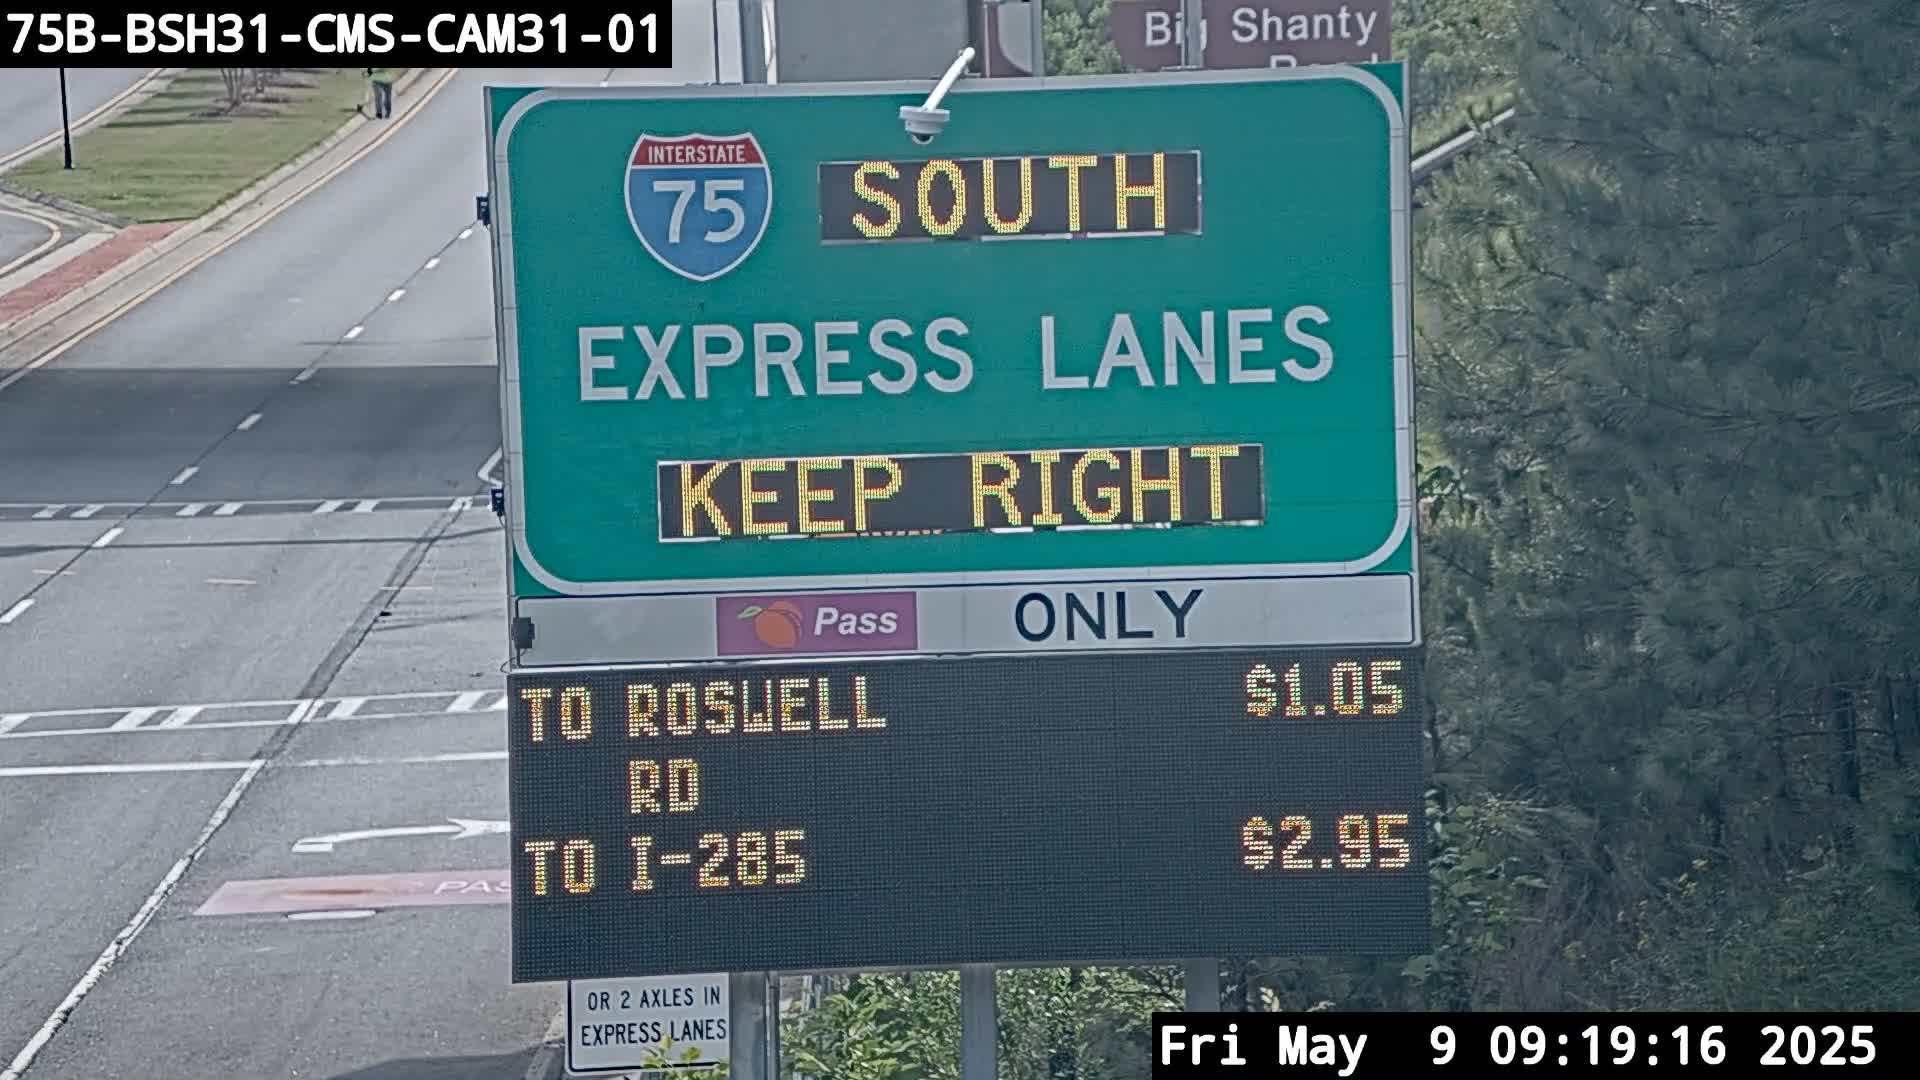 75B-BSH31-CMS-CAM31-01
Big Shanty
Road
INTERSTATE
75
SOUTH
EXPRESS LANES
KEEP RIGHT
Pass ONLY
TO ROSWELL $1.05
RD
TO I-285 $2.95
PAS
OR 2 AXLES IN
EXPRESS LANES
Fri May 9 09:19:16 2025